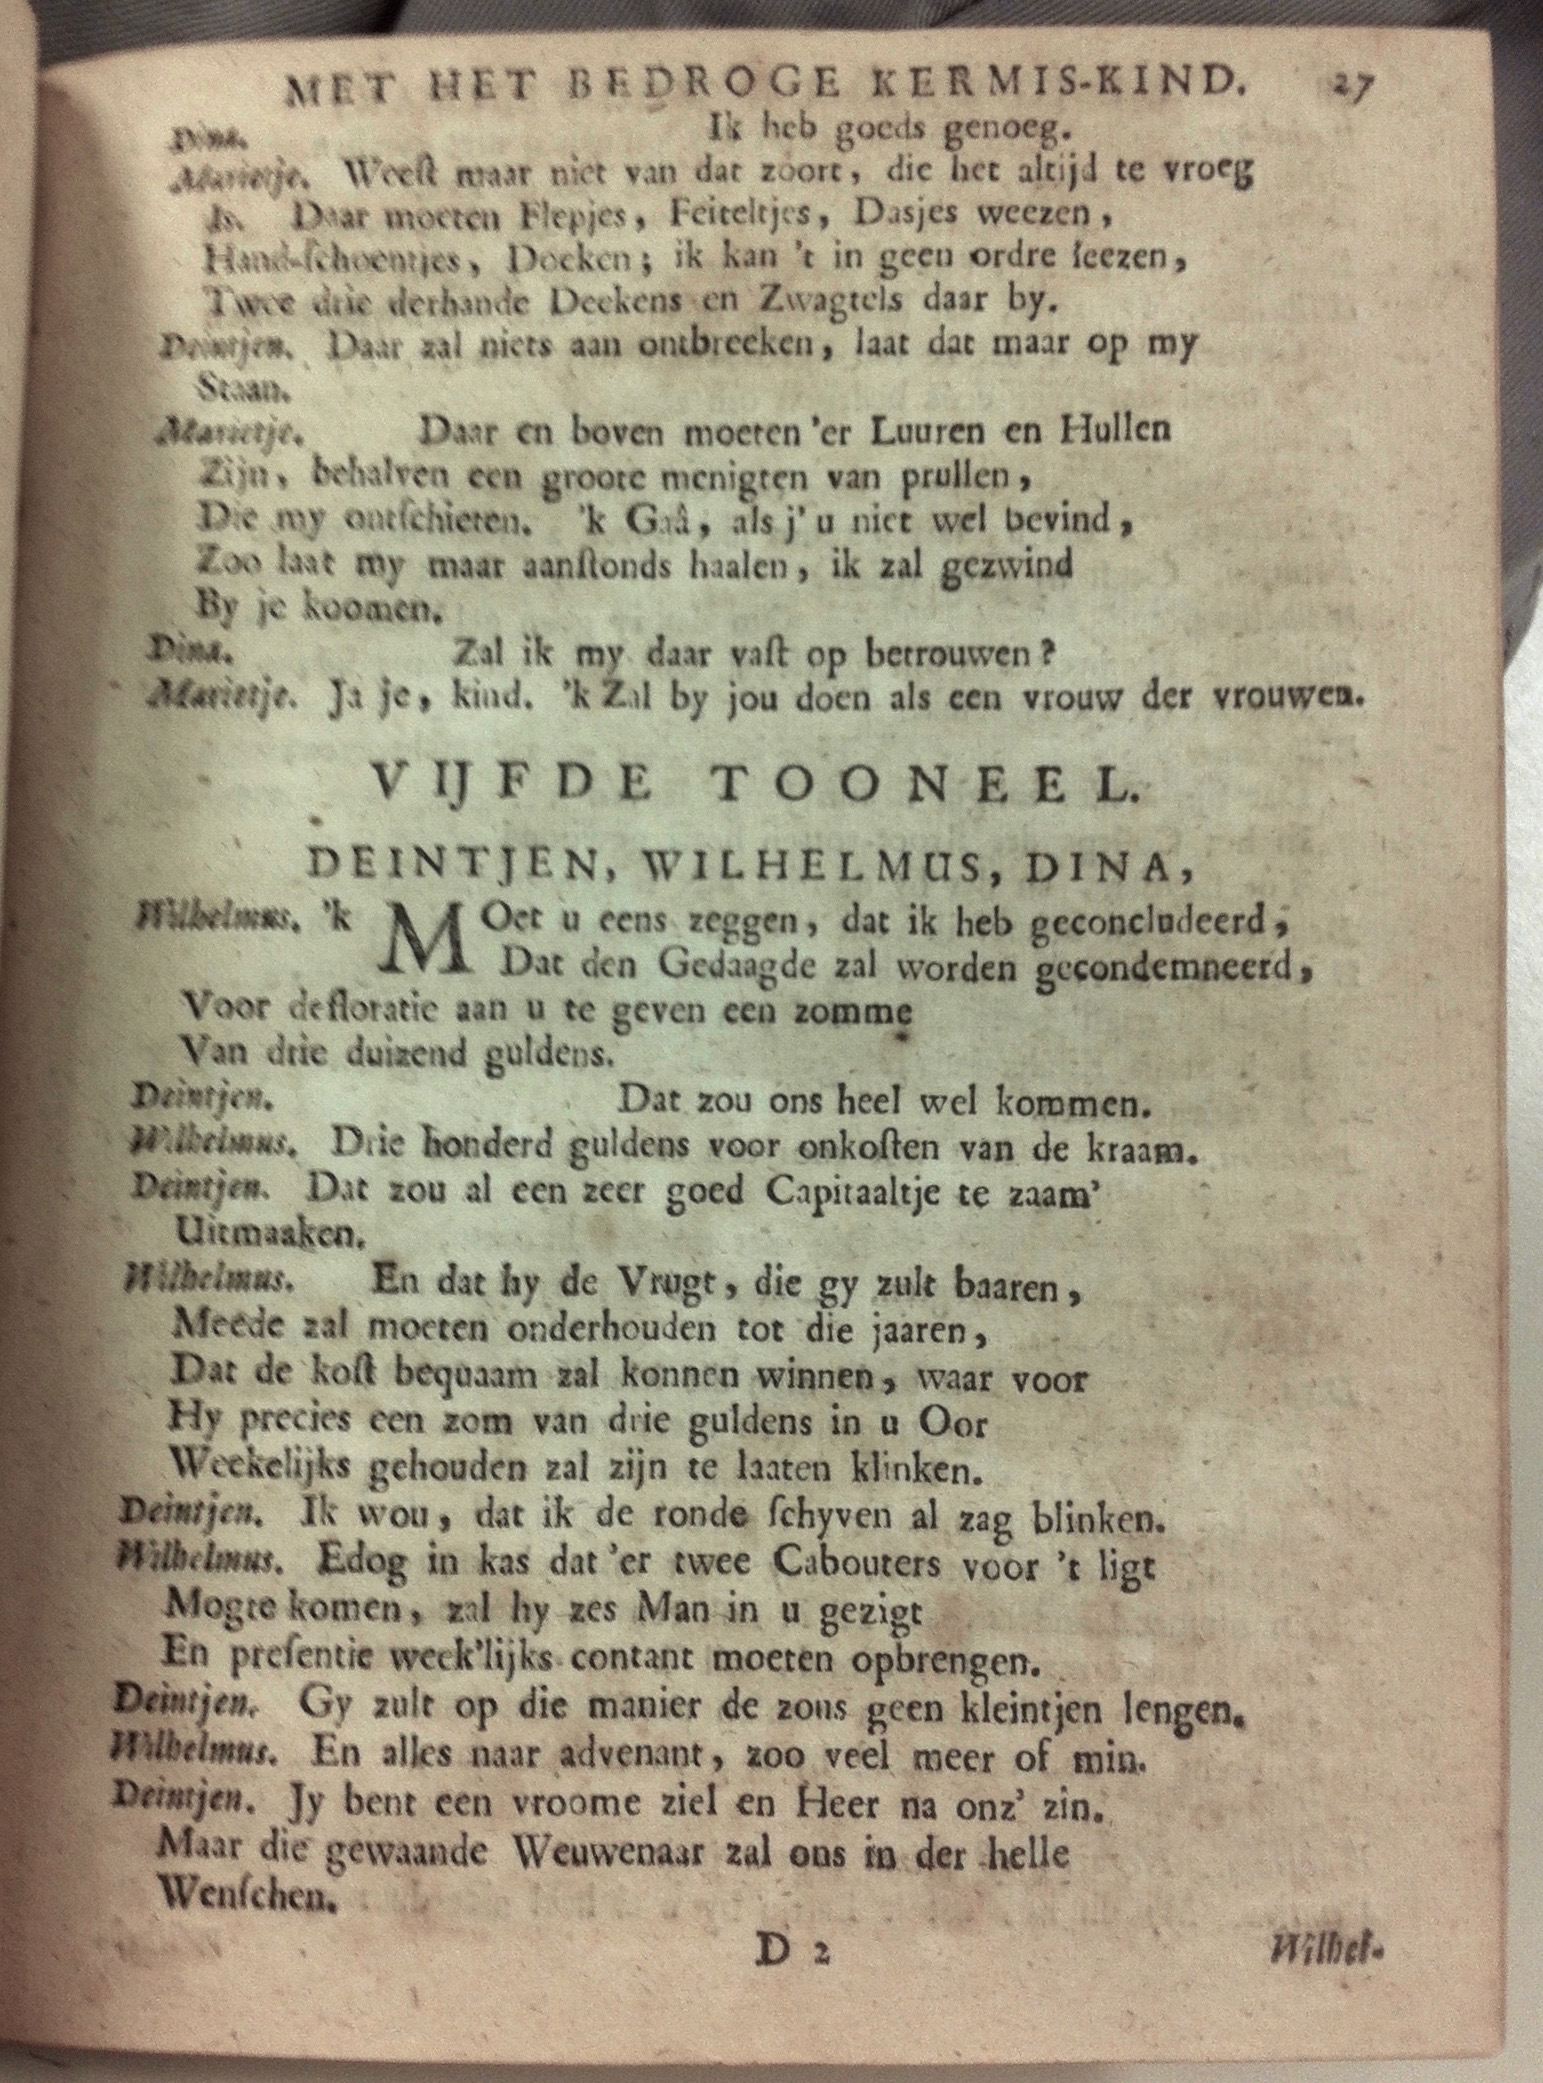 MET HET BEDROGE KERMIS-KIND. 27
Dina. Ik heb goeds genoeg.
Marietje. Weeſt maar niet van dat zoort, die het altijd te vroeg
Is. Daar moeten Flepjes, Feiteltjes, Dasjes weezen,
Hand-ſchoentjes, Doeken; ik kan 't in geen ordre leezen,
Twee drie derhande Deekens en Zwagtels daar by.
Deintjen. Daar zal niets aan ontbreeken, laat dat maar op my
Staan.
Marietje. Daar en boven moeten 'er Luuren en Hullen
Zijn, behalven een groote menigten van prullen,
Die my ontſchieten. 'k Gaâ, als j' u niet wel bevind,
Zoo laat my maar aanſtonds haalen, ik zal gezwind
By je koomen.
Dina. Zal ik my daar vaſt op betrouwen?
Marietje. Ja je, kind. 'k Zal by jou doen als een vrouw der vrouwen.
VIJFDE TOONEEL.
DEINTJEN, WILHELMUS, DINA,
Wilhelmus. 'k MOet u eens zeggen, dat ik heb geconcludeerd,
Dat den Gedaagde zal worden gecondemneerd,
Voor defloratie aan u te geven een zomme
Van drie duizend guldens.
Deintjen. Dat zou ons heel wel kommen.
Wilhelmus. Drie honderd guldens voor onkoſten van de kraam.
Deintjen. Dat zou al een zeer goed Capitaaltje te zaam'
Uitmaaken.
Wilhelmus. En dat hy de Vrugt, die gy zult baaren,
Meede zal moeten onderhouden tot die jaaren,
Dat de koſt bequaam zal konnen winnen, waar voor
Hy precies een zom van drie guldens in u Oor
Weekelijks gehouden zal zijn te laaten klinken.
Deintjen. Ik wou, dat ik de ronde ſchyven al zag blinken.
Wilhelmus. Edog in kas dat 'er twee Cabouters voor 't ligt
Mogte komen, zal hy zes Man in u gezigt
En preſentie week'lijks contant moeten opbrengen.
Deintjen. Gy zult op die manier de zous geen kleintjen lengen.
Wilhelmus. En alles naar advenant, zoo veel meer of min.
Deintjen. Jy bent een vroome ziel en Heer na onz' zin.
Maar die gewaande Weuwenaar zal ons in der helle
Wenſchen.
D 2 Wilhel-